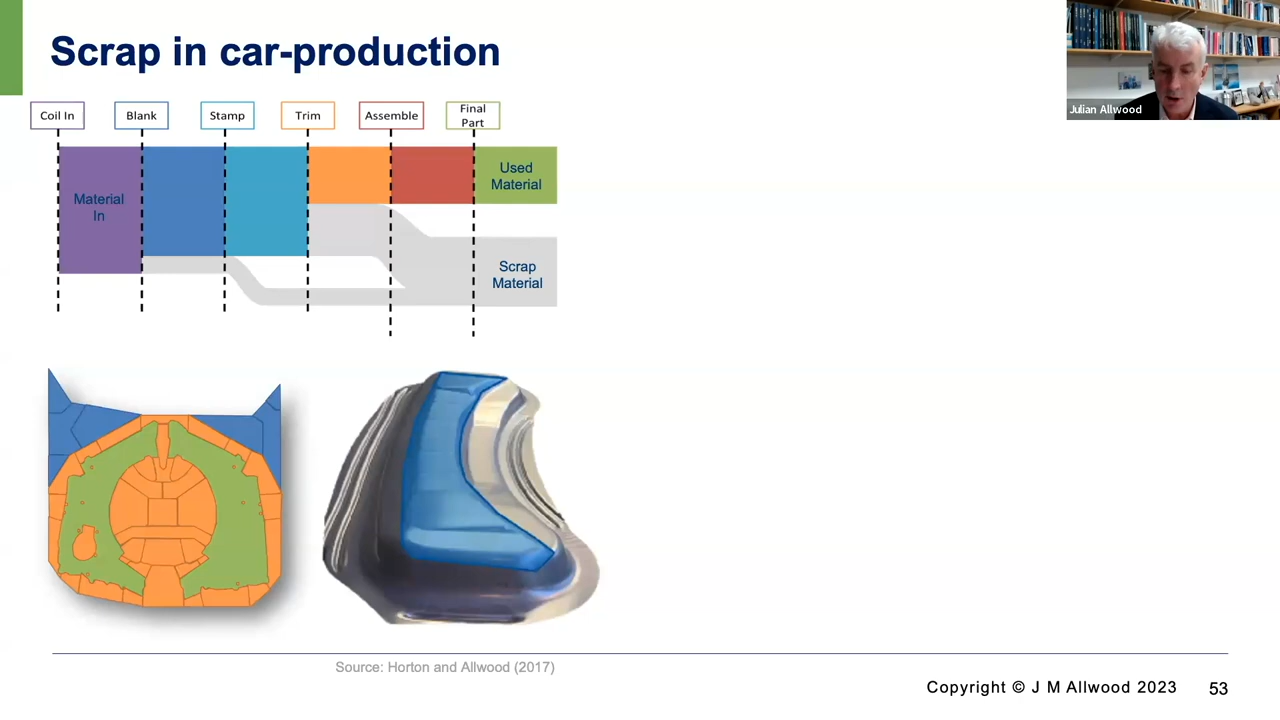 Scrap in car-production
Julian Allwood
Coil In
Blank
Stamp
Trim
Assemble
Final
Part
Material
In
Used
Material
Scrap
Material
Source: Horton and Allwood (2017)
Copyright © J M Allwood 2023
53